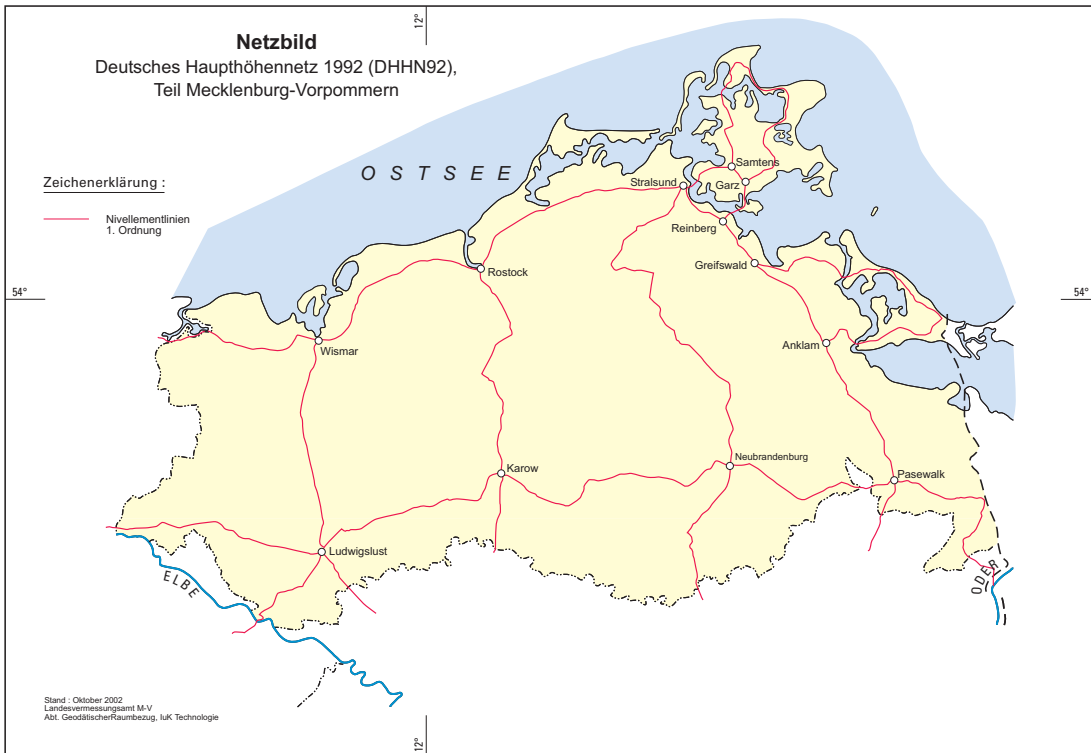 12°
Netzbild
Deutsches Haupthöhennetz 1992 (DHHN92),
Teil Mecklenburg-Vorpommern
OSTSEE
Zeichenerklärung :
Nivellementlinien
1. Ordnung
Samtens
Stralsund
Garz
Reinberg
Greifswald
Rostock
54°
54°
Wismar
Anklam
Neubrandenburg
Karow
Pasewalk
Ludwigslust
ELBE
ODER
Stand : Oktober 2002
Landesvermessungsamt M-V
Abt. GeodätischerRaumbezug, IuK Technologie
12°